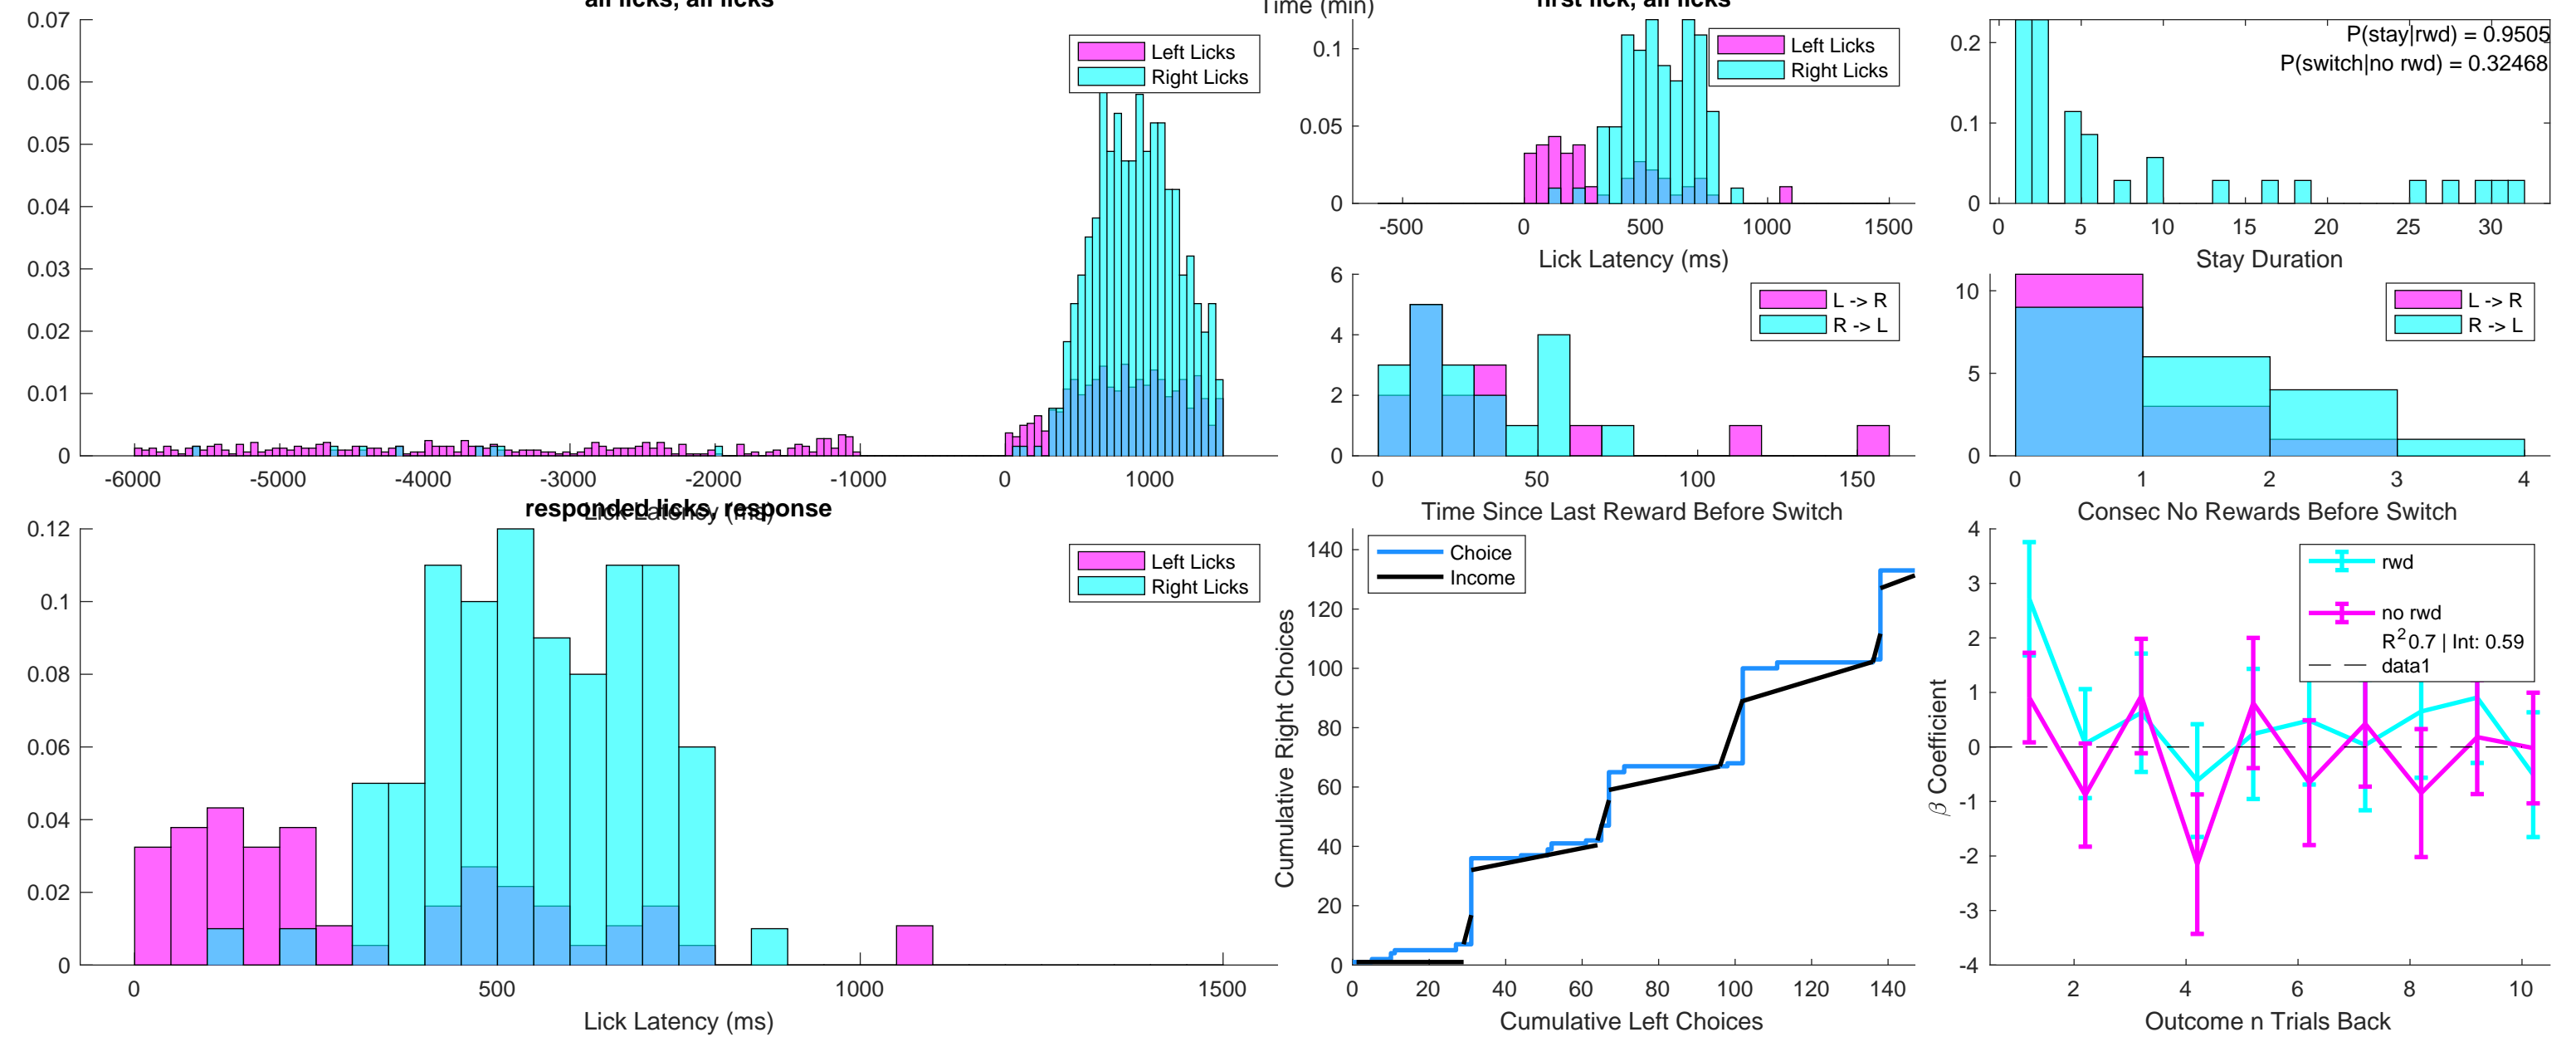 all licks, all licks
0.07
0.06
0.05
0.04
0.03
0.02
0.01
0
Left Licks
Right Licks
-6000 -5000 -4000 -3000 -2000 -1000 0 1000
Lick Latency (ms)
Time (min)
first lick, all licks
0.1
0.05
0
Left Licks
Right Licks
-500 0 500 1000 1500
Lick Latency (ms)
0.2
0.1
0
P(stay|rwd) = 0.9505
P(switch|no rwd) = 0.32468
0 5 10 15 20 25 30
Stay Duration
6
4
2
0
L -> R
R -> L
0 50 100 150
Time Since Last Reward Before Switch
10
5
0
L -> R
R -> L
0 1 2 3 4
Consec No Rewards Before Switch
responded licks, response
0.12
0.1
0.08
0.06
0.04
0.02
0
Left Licks
Right Licks
0 500 1000 1500
Lick Latency (ms)
Cumulative Right Choices
140
120
100
80
60
40
20
0
Choice
Income
0 20 40 60 80 100 120 140
Cumulative Left Choices
β Coefficient
4
3
2
1
0
-1
-2
-3
-4
rwd
no rwd
R² 0.7 | Int: 0.59
data1
2 4 6 8 10
Outcome n Trials Back